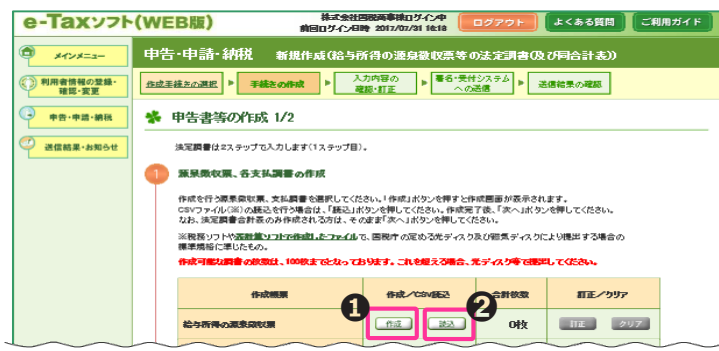 e-Taxソフト(WEB版)
株式会社国税商事様ログイン中
前回ログイン日時 2017/07/31 16:18
ログアウト
よくある質問
ご利用ガイド
メインメニュー
利用者情報の登録・
確認・変更
申告・申請・納税
送信結果・お知らせ
申告・申請・納税 新規作成(給与所得の源泉徴収票等の法定調書(及び同合計表))
作成手続きの選択
手続きの作成
入力内容の
確認・訂正
署名・受付システム
への送信
送信結果の確認
申告書等の作成 1/2
法定調書は2ステップで入力します(1ステップ目)。
1 源泉徴収票、各支払調書の作成
作成を行う源泉徴収票、支払調書を選択してください。「作成」ボタンを押すと作成画面が表示されます。
CSVファイル(※)の読込を行う場合は、「読込」ボタンを押してください。作成完了後、「次へ」ボタンを押してください。
なお、法定調書合計表のみ作成される方は、そのまま「次へ」ボタンを押してください。
※税務ソフトや表計算ソフトで作成したファイルで、国税庁の定める光ディスク及び磁気ディスクにより提出する場合の
標準規格に準じたもの。
作成可能な調書の枚数は、100枚までとなっております。これを超える場合、光ディスク等で提出してください。
作成帳票
作成/CSV読込
合計枚数
訂正/クリア
❶
❷
給与所得の源泉徴収票
作成
読込
0枚
訂正
クリア